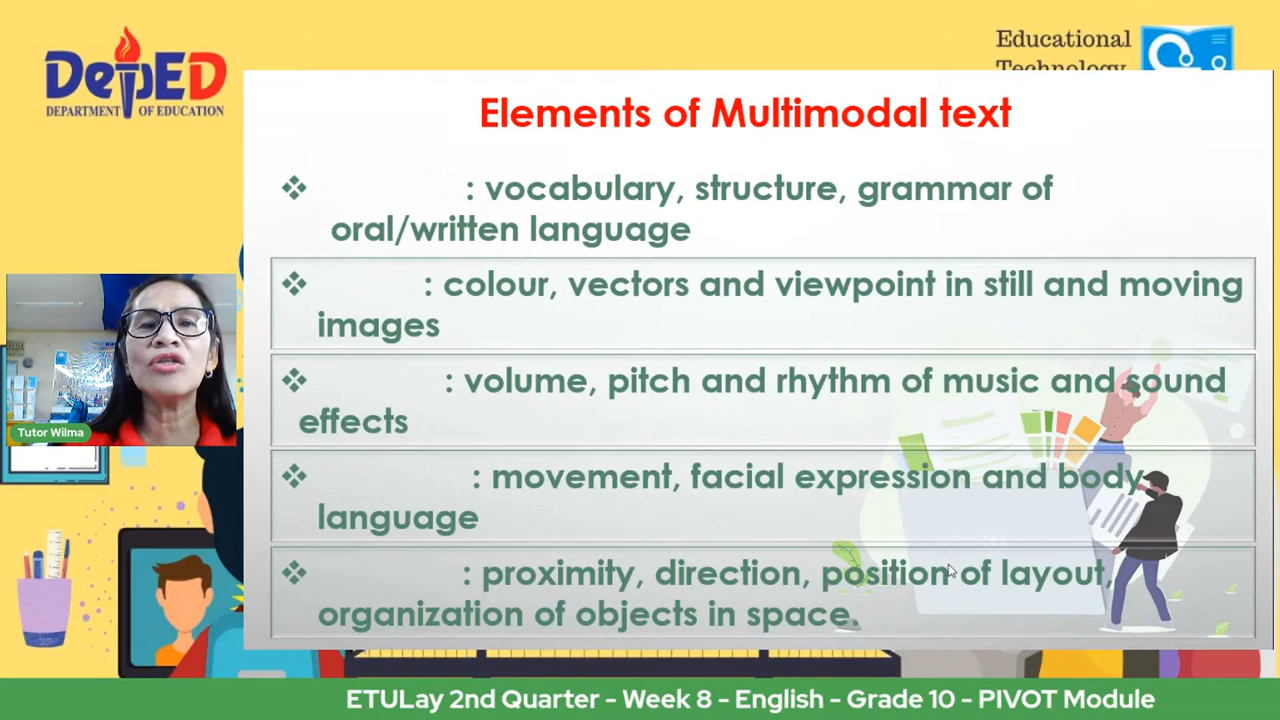 DepED
DEPARTMENT OF EDUCATION
Educational
Technology
Elements of Multimodal text
❖ : vocabulary, structure, grammar of
oral/written language
❖ : colour, vectors and viewpoint in still and moving
images
❖ : volume, pitch and rhythm of music and sound
effects
❖ : movement, facial expression and body
language
❖ : proximity, direction, position of layout,
organization of objects in space.
Tutor Wilma
ETULay 2nd Quarter - Week 8 - English - Grade 10 - PIVOT Module